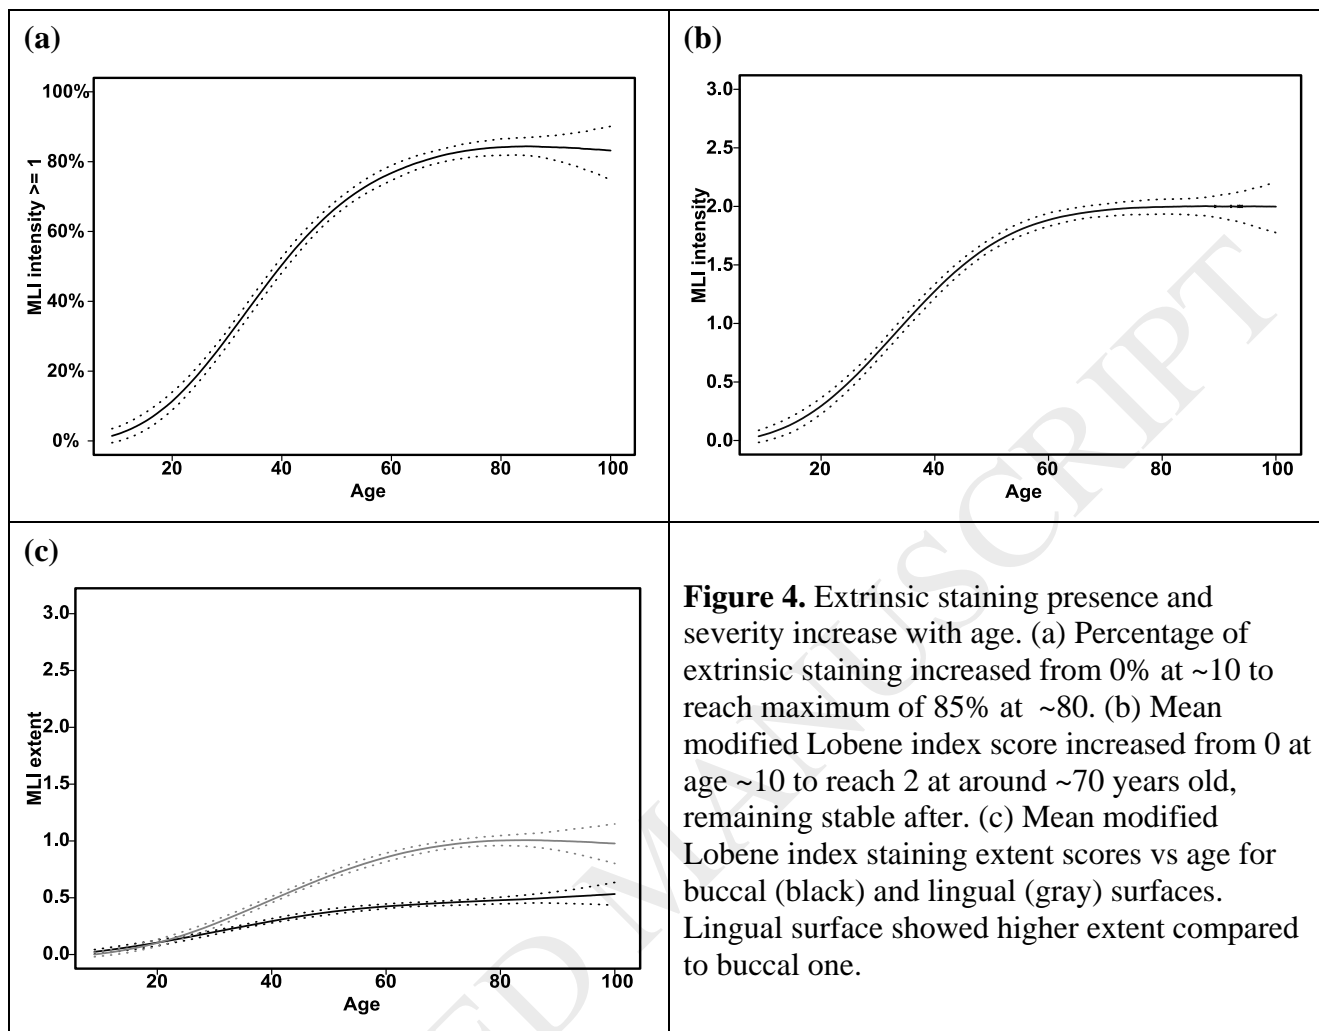 (a)
100%
80%
60%
40%
20%
0%
MLI intensity >= 1
20 40 60 80 100
Age
(b)
3.0
2.5
2.0
1.5
1.0
0.5
0.0
MLI intensity
20 40 60 80 100
Age
(c)
3.0
2.5
2.0
1.5
1.0
0.5
0.0
MLI extent
20 40 60 80 100
Age
Figure 4. Extrinsic staining presence and
severity increase with age. (a) Percentage of
extrinsic staining increased from 0% at ~10 to
reach maximum of 85% at ~80. (b) Mean
modified Lobene index score increased from 0 at
age ~10 to reach 2 at around ~70 years old,
remaining stable after. (c) Mean modified
Lobene index staining extent scores vs age for
buccal (black) and lingual (gray) surfaces.
Lingual surface showed higher extent compared
to buccal one.
ED MANUSCRIPT